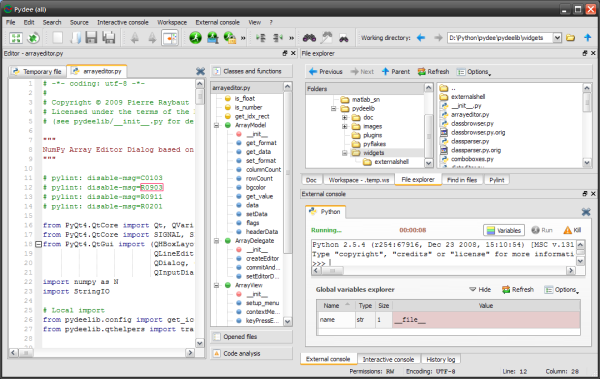 Pydee (all)
File Edit Search Source Interactive console Workspace External console View ?
Working directory: D:\Python\pydee\pydeelib\widgets
Editor - arrayeditor.py
Temporary file arrayeditor.py
# -*- coding: utf-8 -*-
#
# Copyright © 2009 Pierre Raybaut
# Licensed under the terms of the
# (see pydeelib/__init__.py for de
"""
NumPy Array Editor Dialog based on
"""
# pylint: disable-msg=C0103
# pylint: disable-msg=R0903
# pylint: disable-msg=R0911
# pylint: disable-msg=R0201
from PyQt4.QtCore import Qt, QVari
from PyQt4.QtCore import SIGNAL, S
18 from PyQt4.QtGui import (QHBoxLayo
QLineEdit
QDialog,
QInputDia
import numpy as N
import StringIO
# Local import
from pydeelib.config import get_ic
from pydeelib.qthelpers import tra
Classes and functions
arrayeditor.py
is_float
is_number
get_idx_rect
ArrayModel
__init__
get_format
get_data
set_format
columnCount
rowCount
bgcolor
get_value
data
setData
flags
headerData
ArrayDelegate
__init__
createEditor
commitAnd...
setEditorD...
ArrayView
__init__
setup_menu
contextMe...
keyPressE...
Opened files
Code analysis
File explorer
Previous Next Parent Refresh Options
Folders
matlab_sn
pydeelib
doc
images
plugins
pyflakes
widgets
externalshell
..
externalshell
__init__.py
arrayeditor.py
classbrowser.py
classbrowser.py.orig
classparser.py
classparser.py.orig
comboboxes.py
Doc Workspace - .temp.ws File explorer Find in files Pylint
External console
Python
Running... 00:00:08 Variables Run Kill
Python 2.5.4 (r254:67916, Dec 23 2008, 15:10:54) [MSC v.131
Type "copyright", "credits" or "license" for more informati
>>>
Global variables explorer Hide Refresh Options
Name Type Size Value
name str 1 __file__
External console Interactive console History log
Permissions: RW Encoding: UTF-8 Line: 12 Column: 28